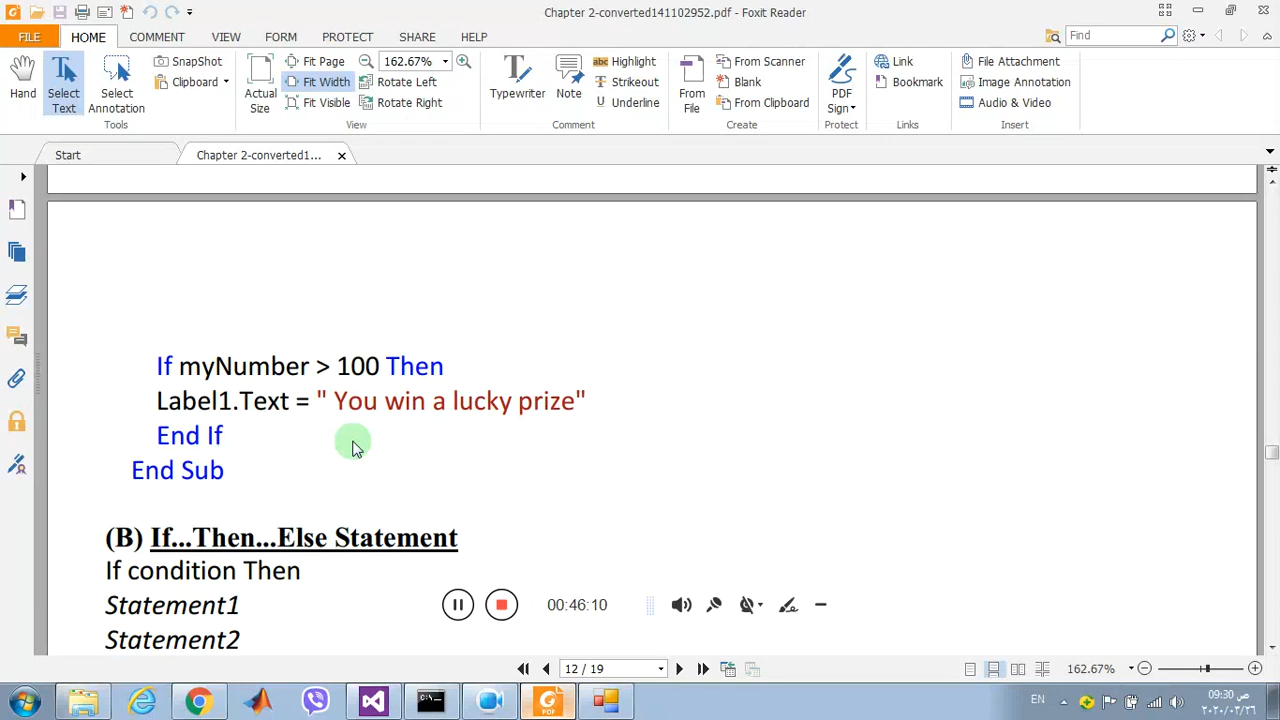 Chapter 2-converted141102952.pdf - Foxit Reader
FILE HOME COMMENT VIEW FORM PROTECT SHARE HELP Find
Hand
Select Text
Select Annotation
SnapShot
Clipboard
Tools
Actual Size
Fit Page
Fit Width
Fit Visible
162.67%
Rotate Left
Rotate Right
View
Typewriter
Note
Highlight
Strikeout
Underline
Comment
From File
From Scanner
Blank
From Clipboard
Create
PDF Sign
Protect
Link
Bookmark
Links
File Attachment
Image Annotation
Audio & Video
Insert
Start
Chapter 2-converted1...
If myNumber > 100 Then
Label1.Text = " You win a lucky prize"
End If
End Sub
(B) If...Then...Else Statement
If condition Then
Statement1
Statement2
00:46:10
12 / 19
162.67%
EN
09:30 ص
٢٠٢٠/٠٣/٢٦